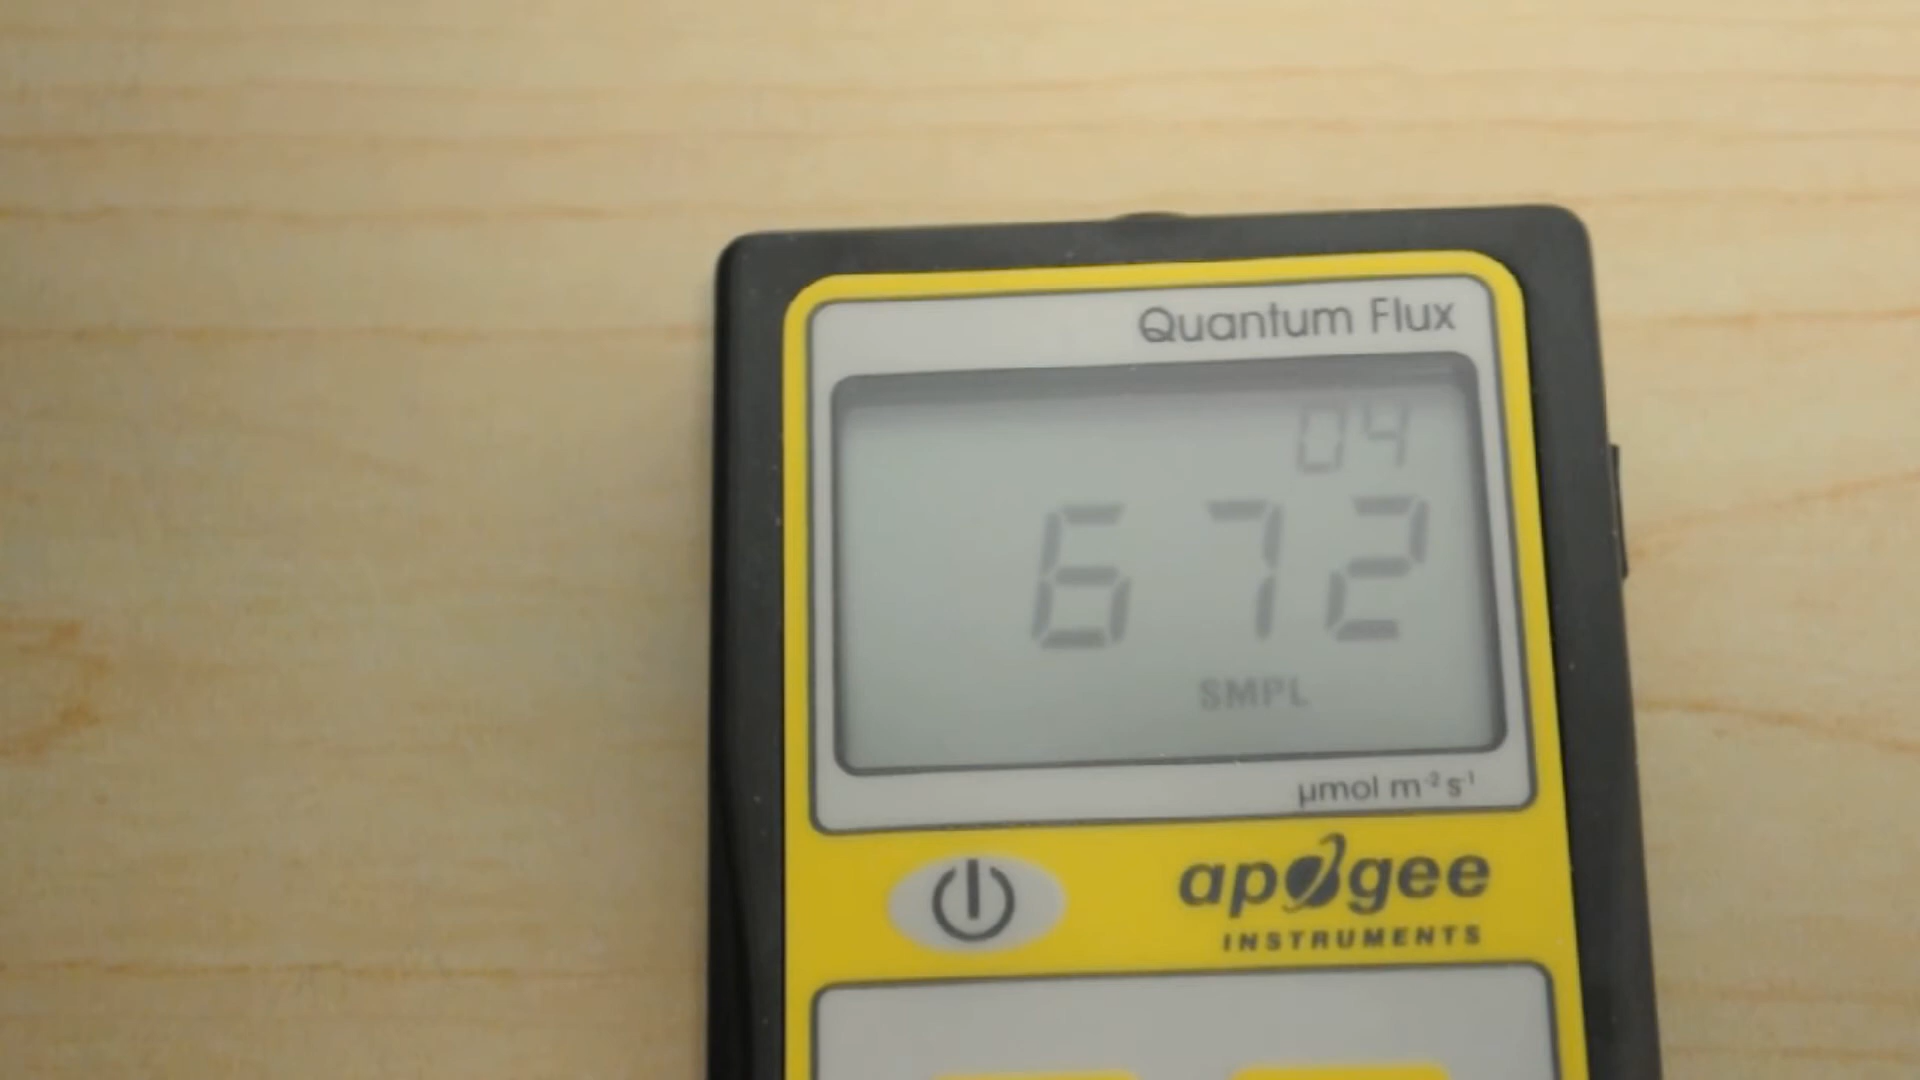 Quantum Flux
04
672
SMPL
µmol m⁻² s⁻¹
apogee
INSTRUMENTS